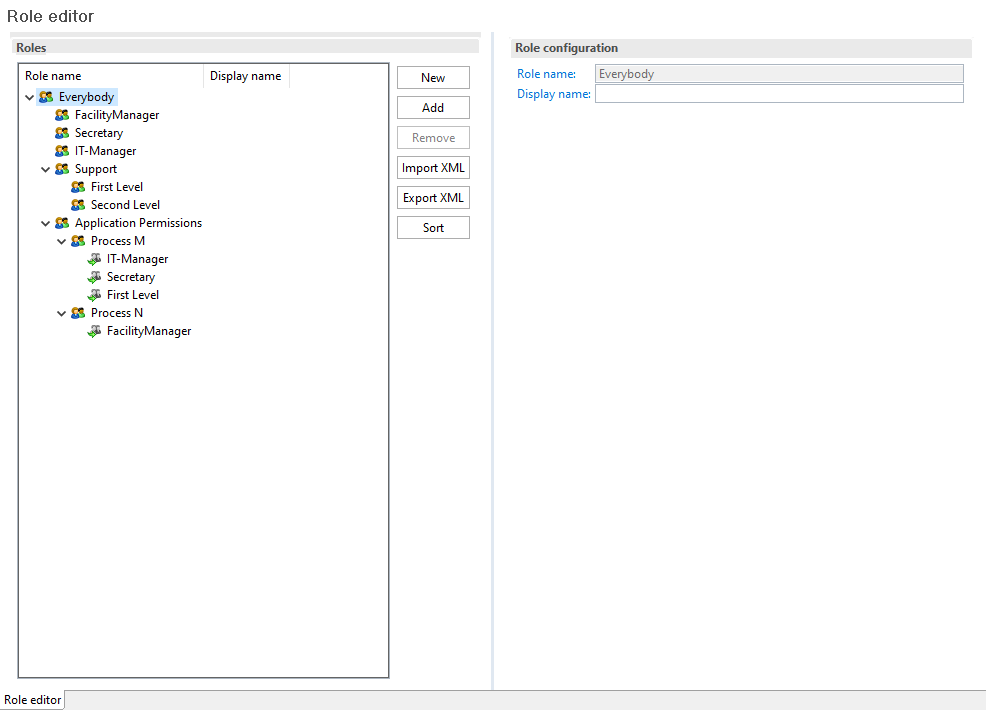 Role editor
Roles
Role name Display name
Everybody
FacilityManager
Secretary
IT-Manager
Support
First Level
Second Level
Application Permissions
Process M
IT-Manager
Secretary
First Level
Process N
FacilityManager
New
Add
Remove
Import XML
Export XML
Sort
Role configuration
Role name: Everybody
Display name:
Role editor